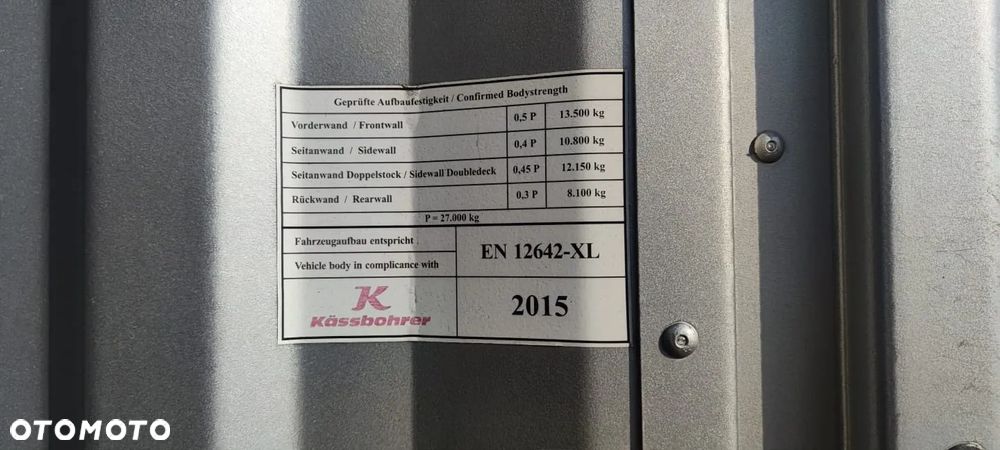 Geprüfte Aufbaufestigkeit / Confirmed Bodystrength
Vorderwand / Frontwall 0,5 P 13.500 kg
Seitanwand / Sidewall 0,4 P 10.800 kg
Seitanwand Doppelstock / Sidewall Doubledeck 0,45 P 12.150 kg
Rückwand / Rearwall 0.3 P 8.100 kg
P = 27.000 kg
Fahrzeugaufbau entspricht
Vehicle body in complicance with
EN 12642-XL
K
Kässbohrer
2015
OTOMOTO